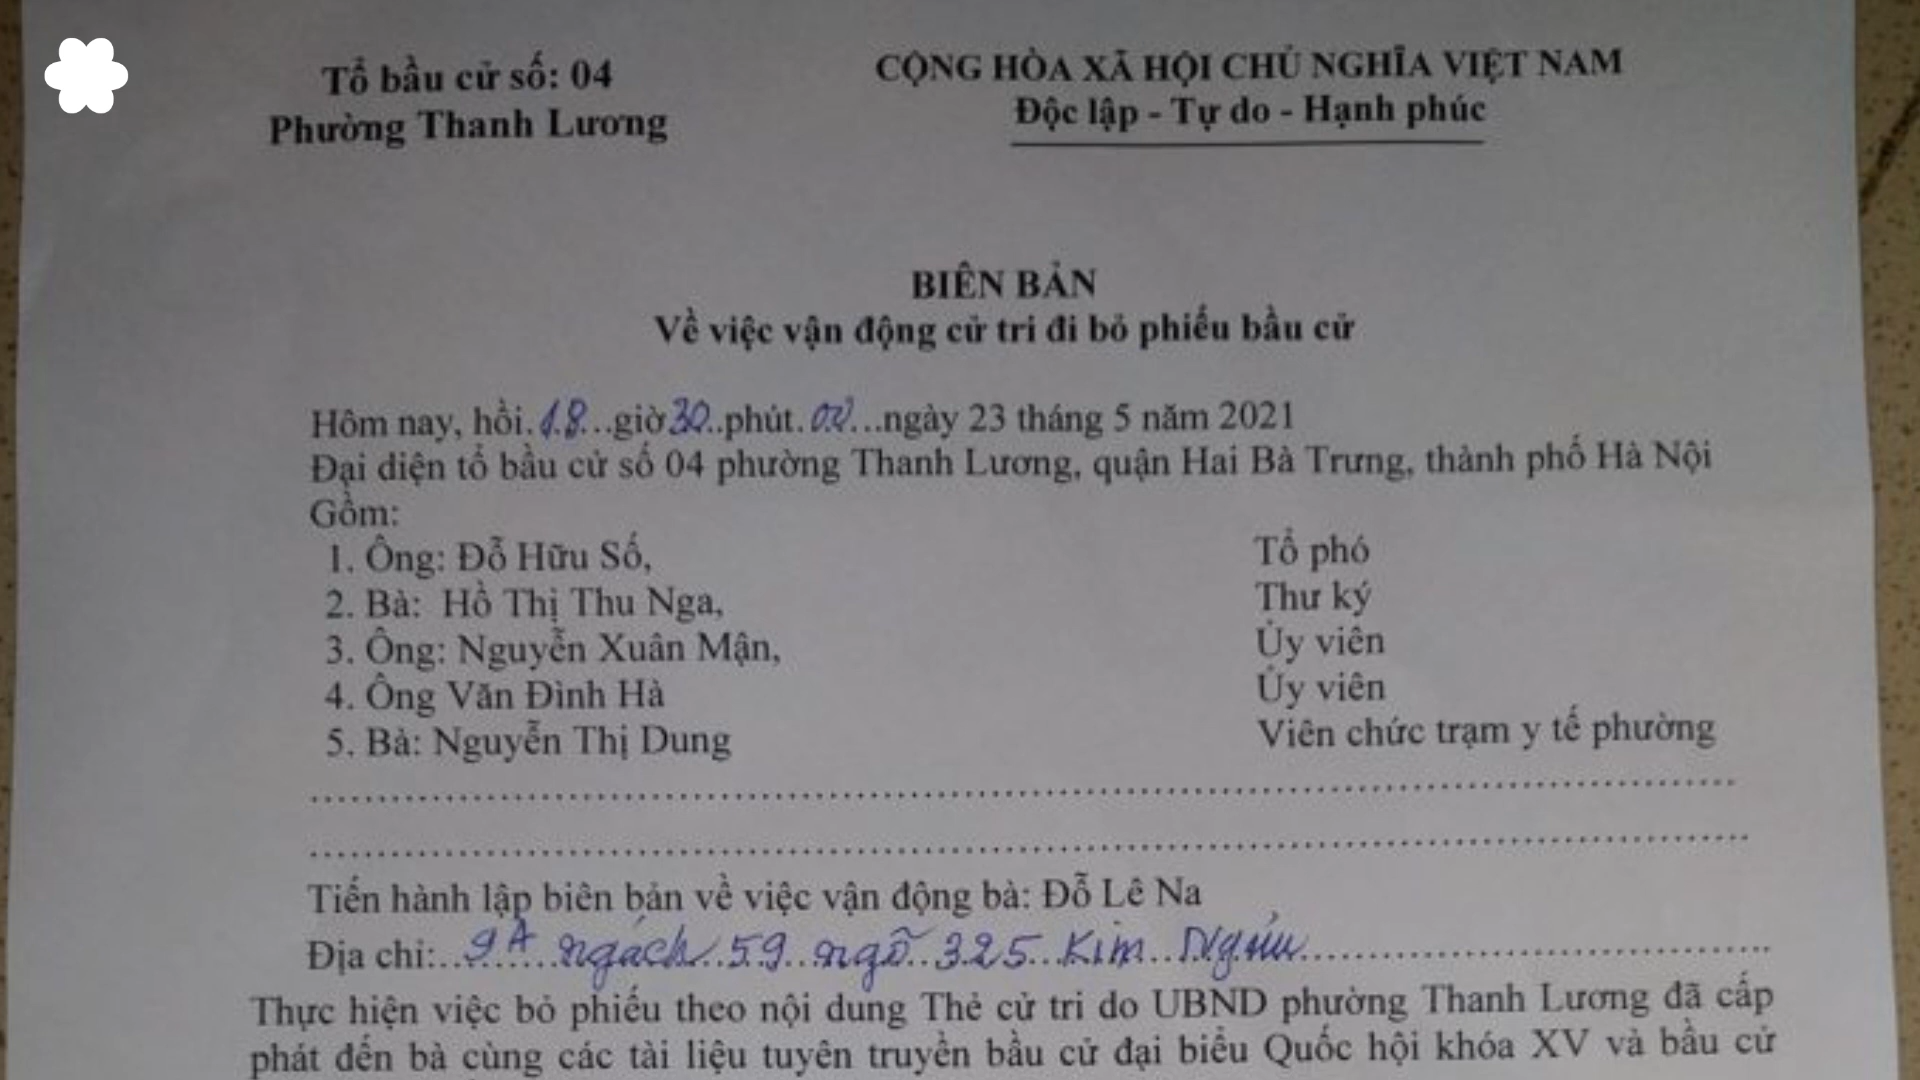 Tổ bầu cử số: 04
Phường Thanh Lương
CỘNG HÒA XÃ HỘI CHỦ NGHĨA VIỆT NAM
Độc lập - Tự do - Hạnh phúc
BIÊN BẢN
Về việc vận động cử tri đi bỏ phiếu bầu cử
Hôm nay, hồi.18...giờ 30..phút.00...ngày 23 tháng 5 năm 2021
Đại diện tổ bầu cử số 04 phường Thanh Lương, quận Hai Bà Trưng, thành phố Hà Nội
Gồm:
1. Ông: Đỗ Hữu Số, Tổ phó
2. Bà: Hồ Thị Thu Nga, Thư ký
3. Ông: Nguyễn Xuân Mận, Ủy viên
4. Ông Văn Đình Hà Ủy viên
5. Bà: Nguyễn Thị Dung Viên chức trạm y tế phường
Tiến hành lập biên bản về việc vận động bà: Đỗ Lê Na
Địa chỉ:...9A ngách 59 ngõ 325 Kim Ngưu
Thực hiện việc bỏ phiếu theo nội dung Thẻ cử tri do UBND phường Thanh Lương đã cấp
phát đến bà cùng các tài liệu tuyên truyền bầu cử đại biểu Quốc hội khóa XV và bầu cử